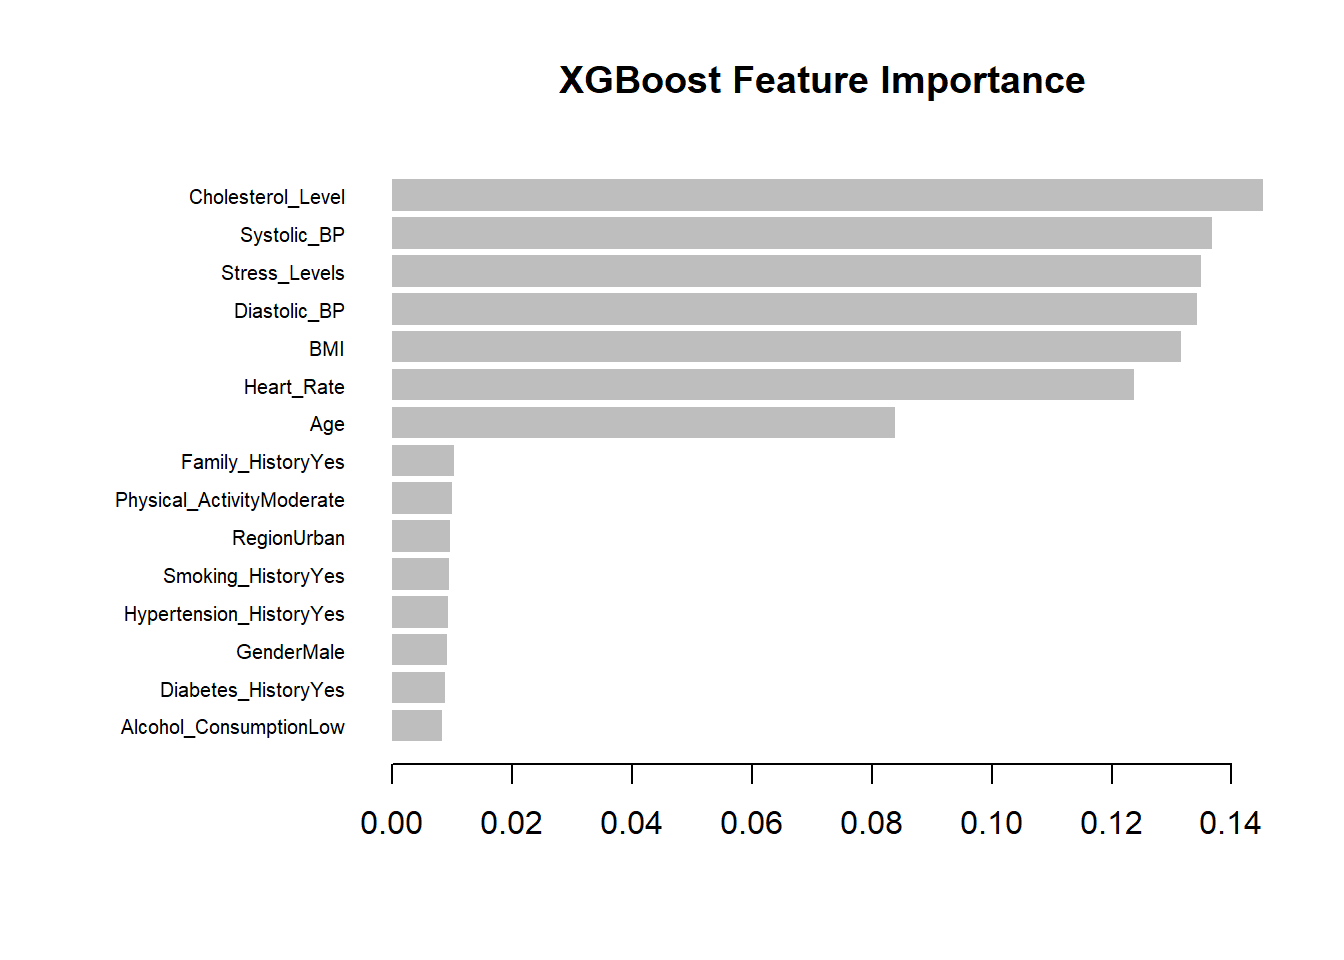 XGBoost Feature Importance
Cholesterol_Level
Systolic_BP
Stress_Levels
Diastolic_BP
BMI
Heart_Rate
Age
Family_HistoryYes
Physical_ActivityModerate
RegionUrban
Smoking_HistoryYes
Hypertension_HistoryYes
GenderMale
Diabetes_HistoryYes
Alcohol_ConsumptionLow
0.00 0.02 0.04 0.06 0.08 0.10 0.12 0.14